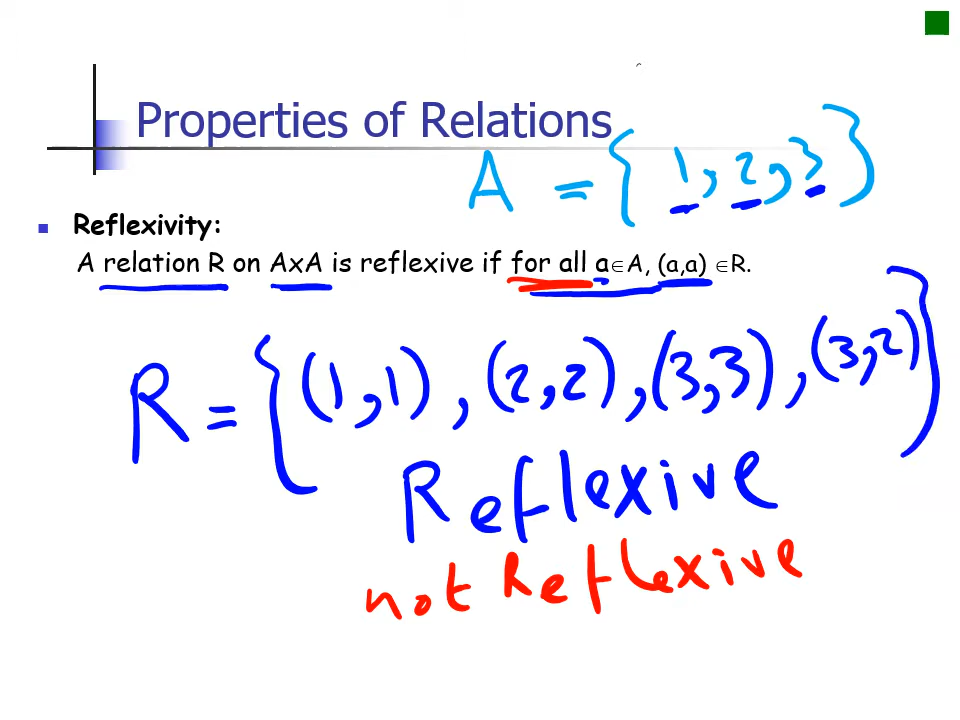 Properties of Relations
A = { 1, 2, 3 }
Reflexivity:
A relation R on AxA is reflexive if for all a∈A, (a,a) ∈R.
R = { (1,1), (2,2), (3,3), (3,2) }
Reflexive
not Reflexive